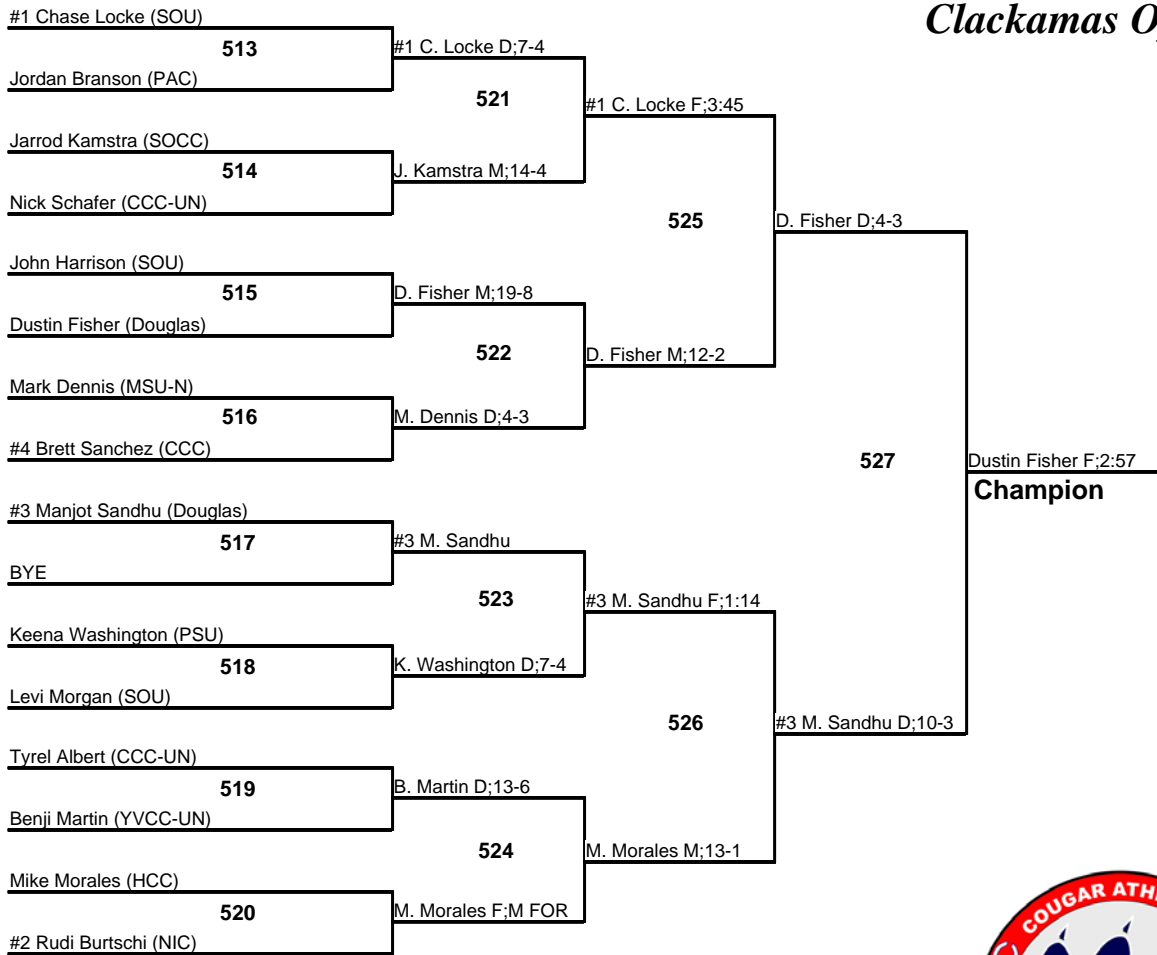 Clackamas O
#1 Chase Locke (SOU)
513
Jordan Branson (PAC)
#1 C. Locke D;7-4
521
Jarrod Kamstra (SOCC)
514
Nick Schafer (CCC-UN)
J. Kamstra M;14-4
#1 C. Locke F;3:45
525
John Harrison (SOU)
515
Dustin Fisher (Douglas)
D. Fisher M;19-8
522
Mark Dennis (MSU-N)
516
#4 Brett Sanchez (CCC)
M. Dennis D;4-3
D. Fisher M;12-2
D. Fisher D;4-3
527
Dustin Fisher F;2:57
Champion
#3 Manjot Sandhu (Douglas)
517
BYE
#3 M. Sandhu
523
Keena Washington (PSU)
518
Levi Morgan (SOU)
K. Washington D;7-4
#3 M. Sandhu F;1:14
526
#3 M. Sandhu D;10-3
Tyrel Albert (CCC-UN)
519
Benji Martin (YVCC-UN)
B. Martin D;13-6
524
Mike Morales (HCC)
520
#2 Rudi Burtschi (NIC)
M. Morales F;M FOR
M. Morales M;13-1
COUGAR ATH